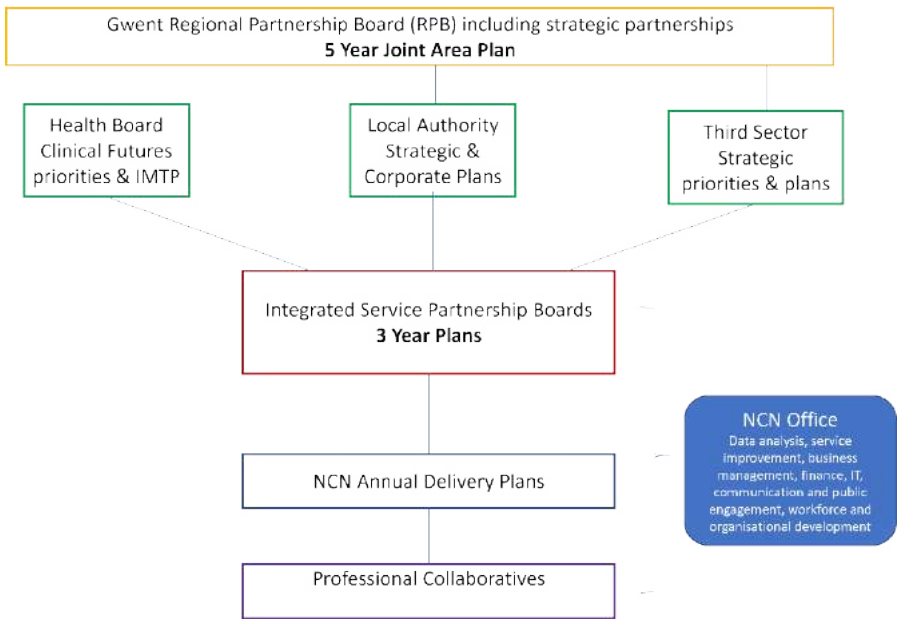 Gwent Regional Partnership Board (RPB) including strategic partnerships
5 Year Joint Area Plan
Health Board
Clinical Futures
priorities & IMTP
Local Authority
Strategic &
Corporate Plans
Third Sector
Strategic
priorities & plans
Integrated Service Partnership Boards
3 Year Plans
NCN Office
Data analysis, service
improvement, business
management, finance, IT,
communication and public
engagement, workforce and
organisational development
NCN Annual Delivery Plans
Professional Collaboratives